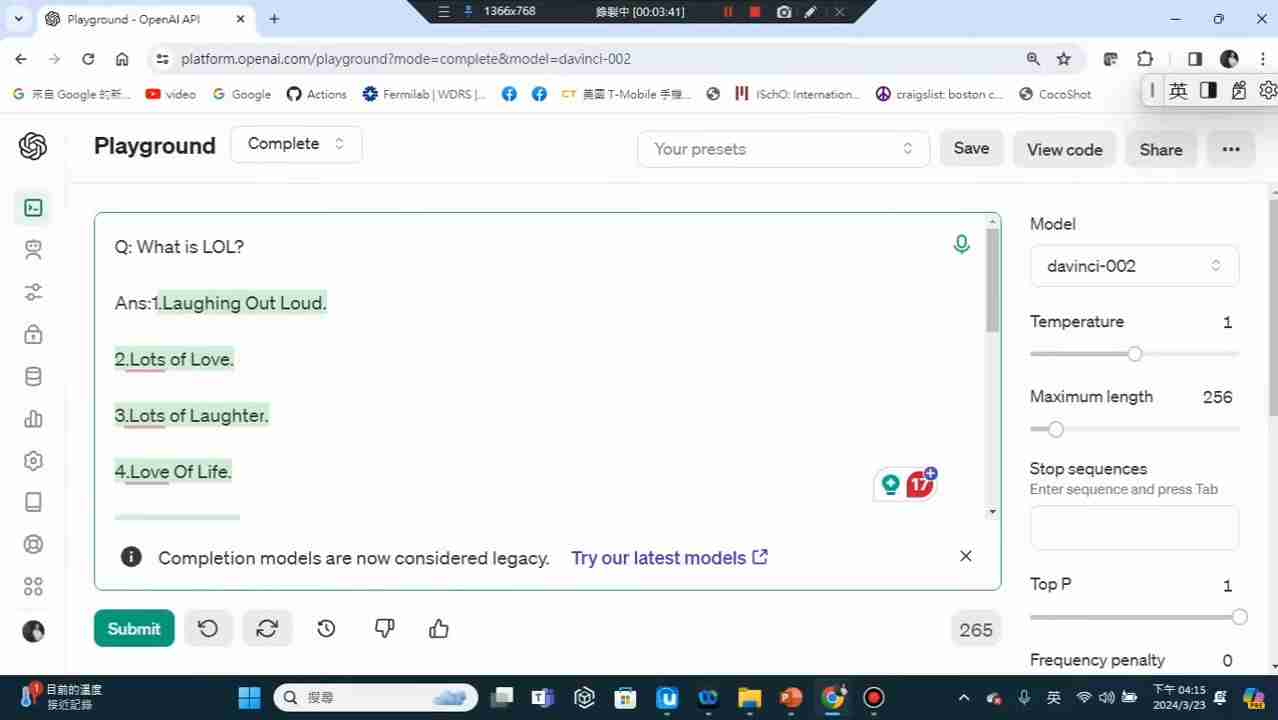 1366x768
錄製中 [00:03:41]
Playground - OpenAI API
platform.openai.com/playground?mode=complete&model=davinci-002
來自 Google 的新...
video
Google
Actions
Fermilab | WDRS |...
CT
美國 T-Mobile 手機...
ISchO: Internation...
craigslist: boston c...
CocoShot
英
Playground
Complete
Your presets
Save
View code
Share
Q: What is LOL?
Ans:1.Laughing Out Loud.
2.Lots of Love.
3.Lots of Laughter.
4.Love Of Life.
17
Completion models are now considered legacy.
Try our latest models
Submit
265
Model
davinci-002
Temperature
1
Maximum length
256
Stop sequences
Enter sequence and press Tab
Top P
1
Frequency penalty
0
1
目前的溫度
接近記錄
搜尋
英
下午 04:15
2024/3/23